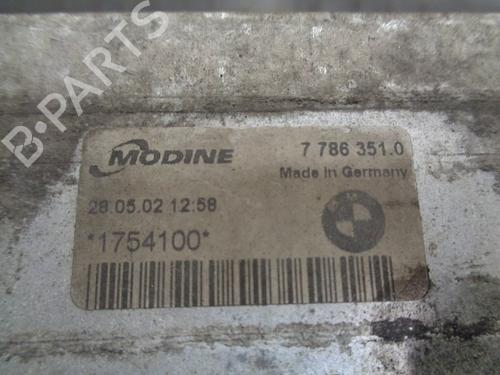 B-PARTS
MODINE 7 786 351.0
Made in Germany
28.05.02 12:58
*1754100*